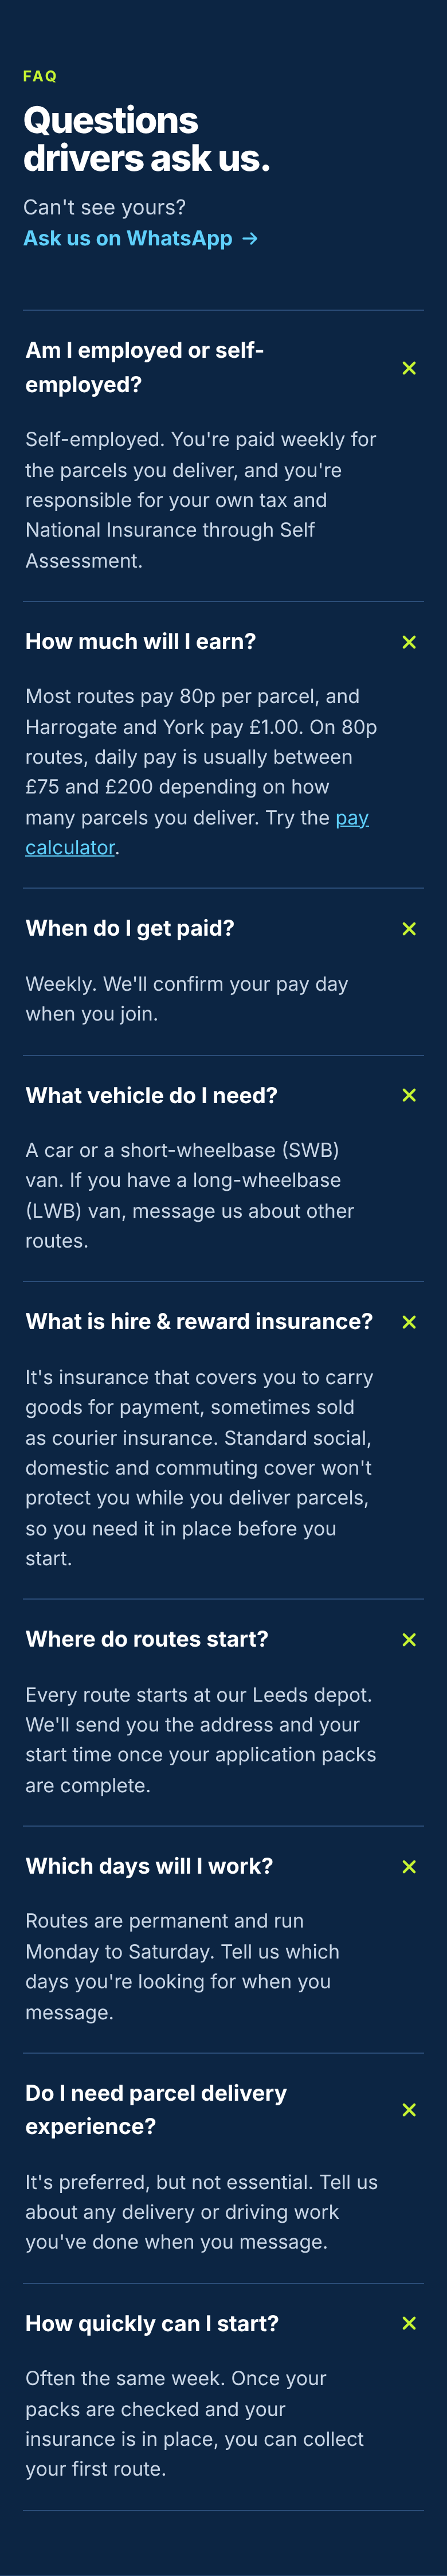 FAQ
Questions
drivers ask us.
Can't see yours?
Ask us on WhatsApp →
Am I employed or self-
employed?
Self-employed. You're paid weekly for
the parcels you deliver, and you're
responsible for your own tax and
National Insurance through Self
Assessment.
How much will I earn?
Most routes pay 80p per parcel, and
Harrogate and York pay £1.00. On 80p
routes, daily pay is usually between
£75 and £200 depending on how
many parcels you deliver. Try the pay
calculator.
When do I get paid?
Weekly. We'll confirm your pay day
when you join.
What vehicle do I need?
A car or a short-wheelbase (SWB)
van. If you have a long-wheelbase
(LWB) van, message us about other
routes.
What is hire & reward insurance?
It's insurance that covers you to carry
goods for payment, sometimes sold
as courier insurance. Standard social,
domestic and commuting cover won't
protect you while you deliver parcels,
so you need it in place before you
start.
Where do routes start?
Every route starts at our Leeds depot.
We'll send you the address and your
start time once your application packs
are complete.
Which days will I work?
Routes are permanent and run
Monday to Saturday. Tell us which
days you're looking for when you
message.
Do I need parcel delivery
experience?
It's preferred, but not essential. Tell us
about any delivery or driving work
you've done when you message.
How quickly can I start?
Often the same week. Once your
packs are checked and your
insurance is in place, you can collect
your first route.